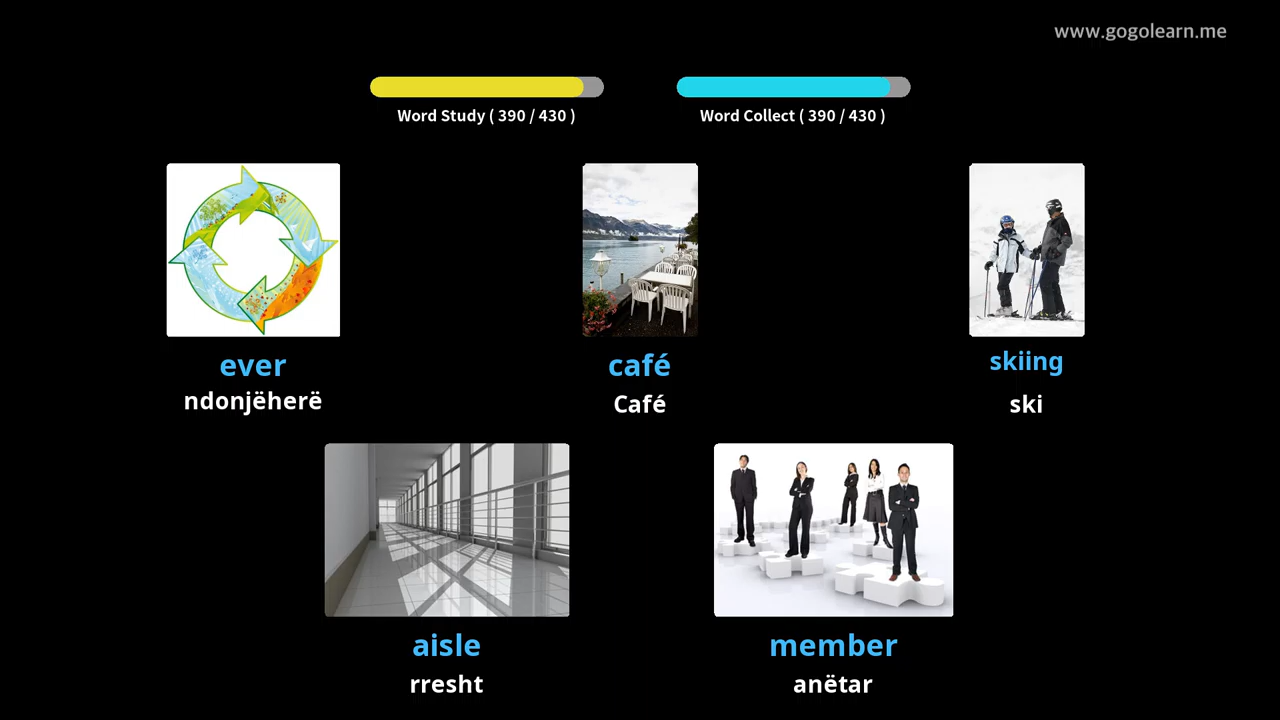 www.gogolearn.me
Word Study ( 390 / 430 )
Word Collect ( 390 / 430 )
ever
ndonjëherë
café
Café
skiing
ski
aisle
rresht
member
anëtar